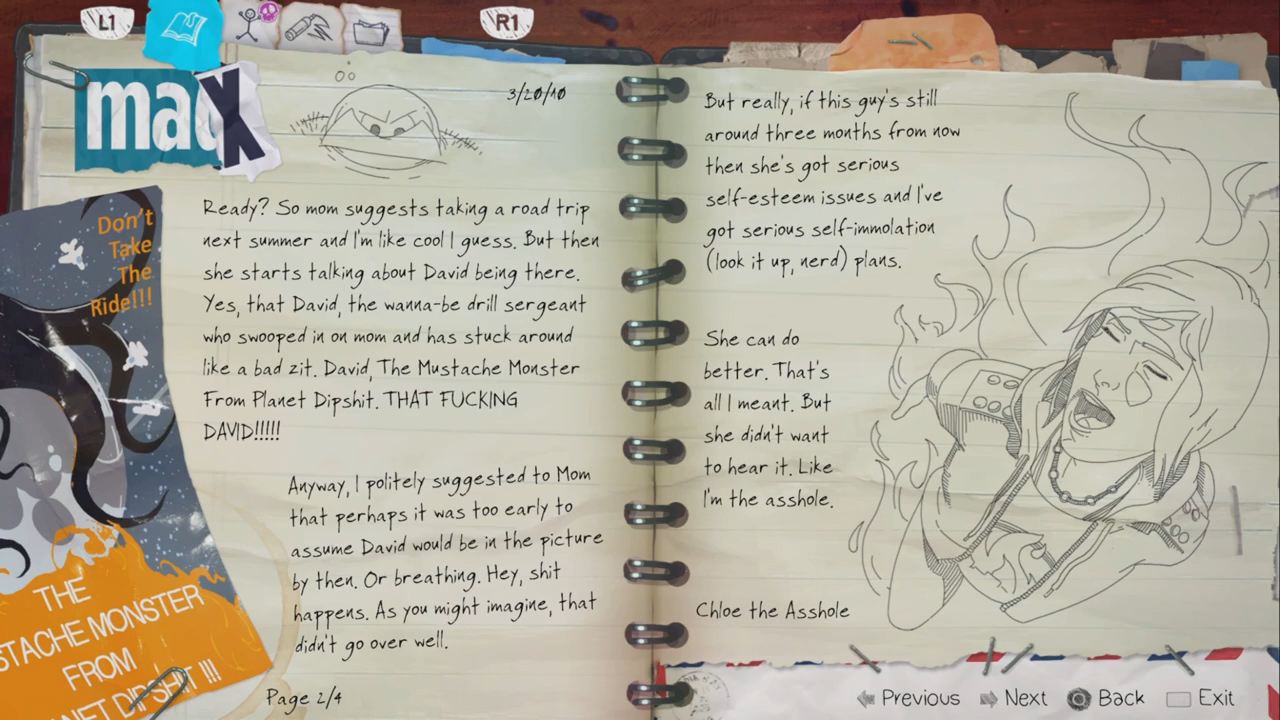 L1
R1
max
3/20/10
Don't
Take
The
Ride!!!
Ready? So mom suggests taking a road trip
next summer and I'm like cool I guess. But then
she starts talking about David being there.
Yes, that David, the wanna-be drill sergeant
who swooped in on mom and has stuck around
like a bad zit. David, The Mustache Monster
From Planet Dipshit. THAT FUCKING
DAVID!!!!!
Anyway, I politely suggested to Mom
that perhaps it was too early to
assume David would be in the picture
by then. Or breathing. Hey, shit
happens. As you might imagine, that
didn't go over well.
THE
STACHE MONSTER
FROM
NET DIPSHIT !!!
Page 2/4
But really, if this guy's still
around three months from now
then she's got serious
self-esteem issues and I've
got serious self-immolation
(look it up, nerd) plans.
She can do
better. That's
all I meant. But
she didn't want
to hear it. Like
I'm the asshole.
Chloe the Asshole
Previous Next Back Exit